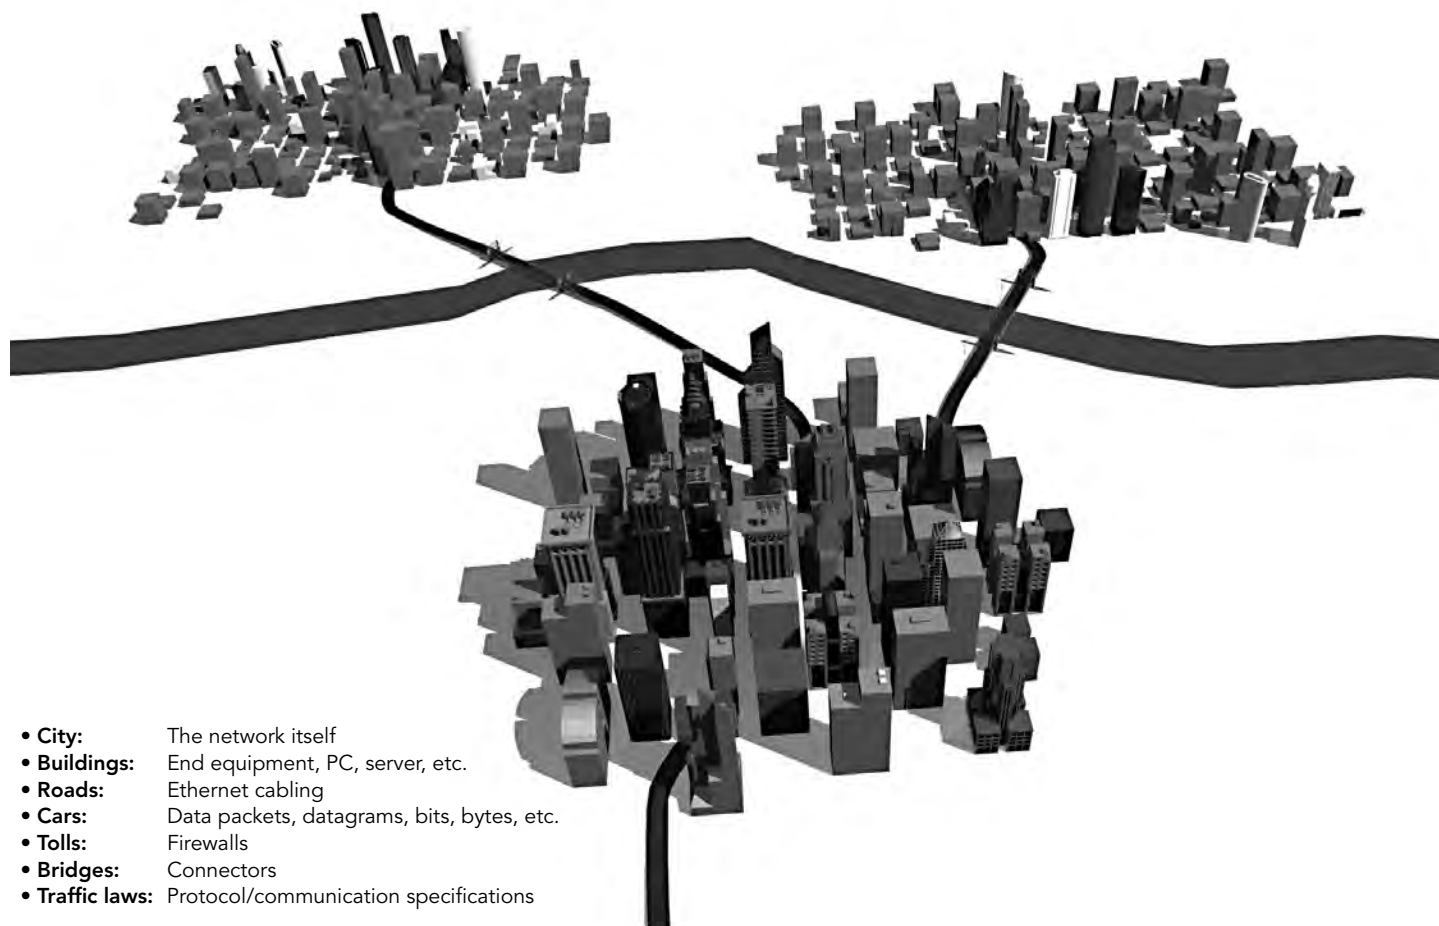 • City: The network itself
• Buildings: End equipment, PC, server, etc.
• Roads: Ethernet cabling
• Cars: Data packets, datagrams, bits, bytes, etc.
• Tolls: Firewalls
• Bridges: Connectors
• Traffic laws: Protocol/communication specifications